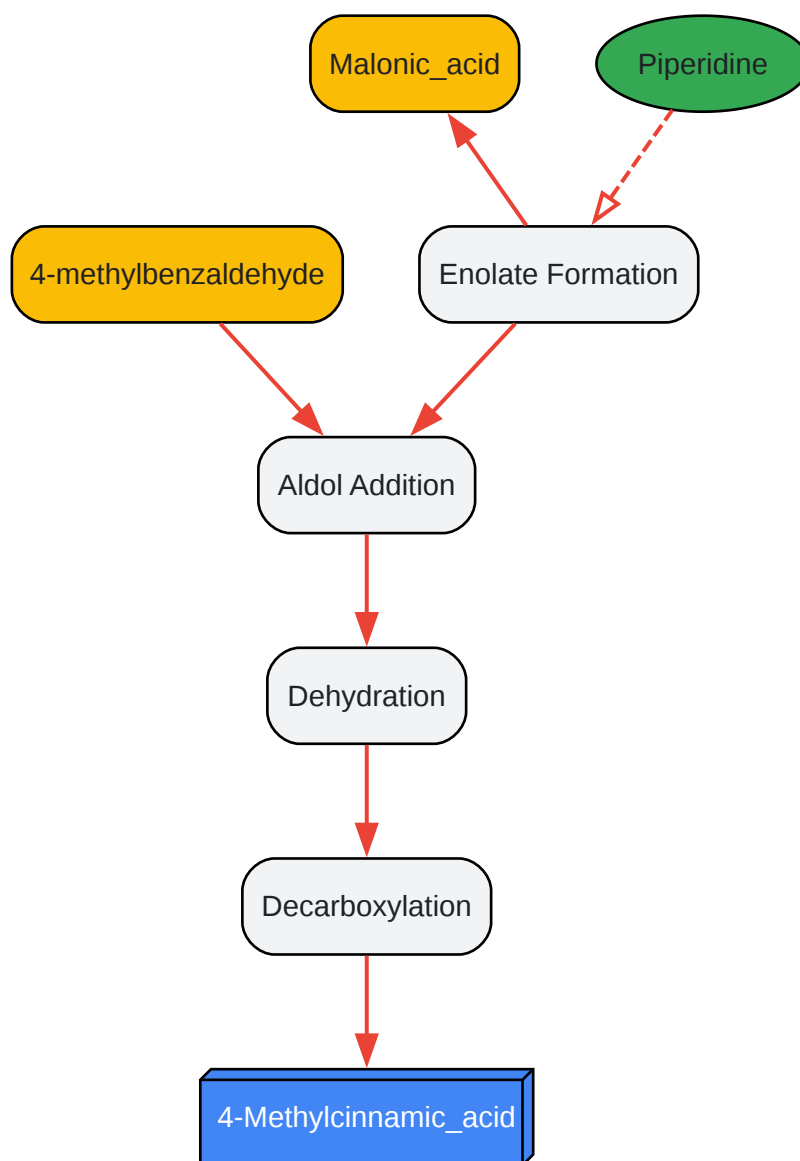 Malonic_acid
Piperidine
4-methylbenzaldehyde
Enolate Formation
Aldol Addition
Dehydration
Decarboxylation
4-Methylcinnamic_acid